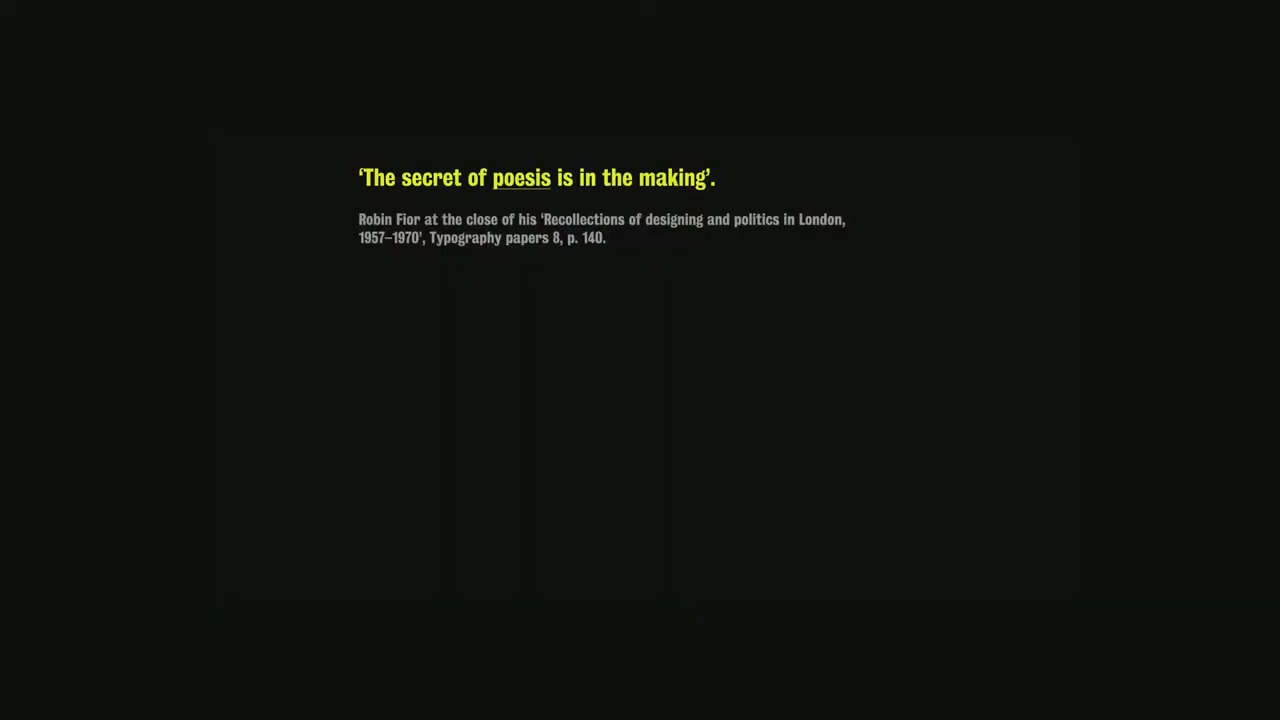 ‘The secret of poesis is in the making’.
Robin Fior at the close of his ‘Recollections of designing and politics in London,
1957–1970’, Typography papers 8, p. 140.